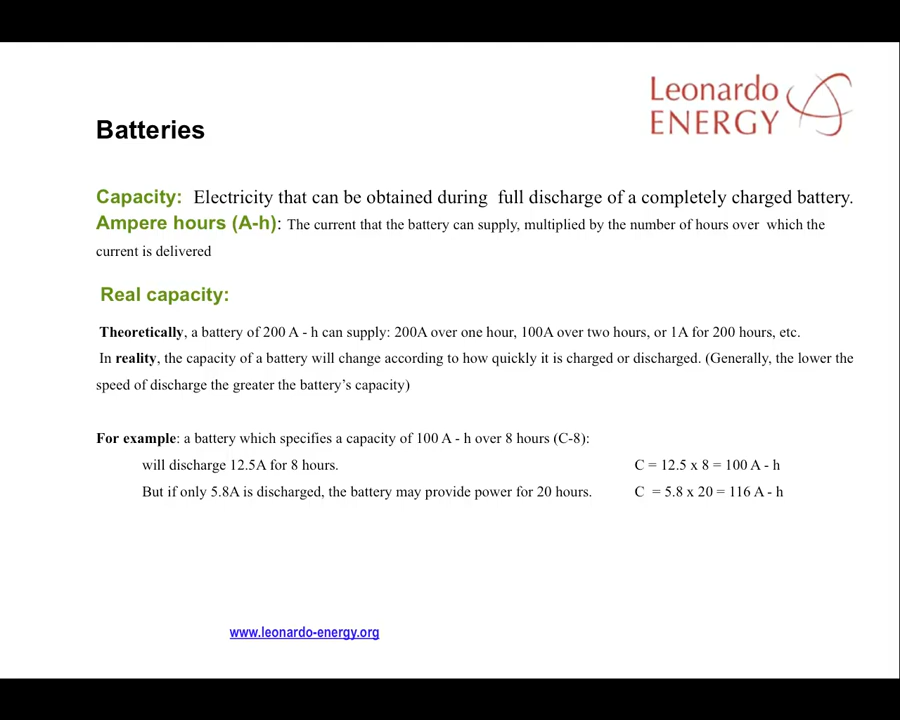 Leonardo
ENERGY
Batteries
Capacity: Electricity that can be obtained during full discharge of a completely charged battery.
Ampere hours (A-h): The current that the battery can supply, multiplied by the number of hours over which the
current is delivered
Real capacity:
Theoretically, a battery of 200 A - h can supply: 200A over one hour, 100A over two hours, or 1A for 200 hours, etc.
In reality, the capacity of a battery will change according to how quickly it is charged or discharged. (Generally, the lower the
speed of discharge the greater the battery’s capacity)
For example: a battery which specifies a capacity of 100 A - h over 8 hours (C-8):
will discharge 12.5A for 8 hours. C = 12.5 x 8 = 100 A - h
But if only 5.8A is discharged, the battery may provide power for 20 hours. C = 5.8 x 20 = 116 A - h
www.leonardo-energy.org